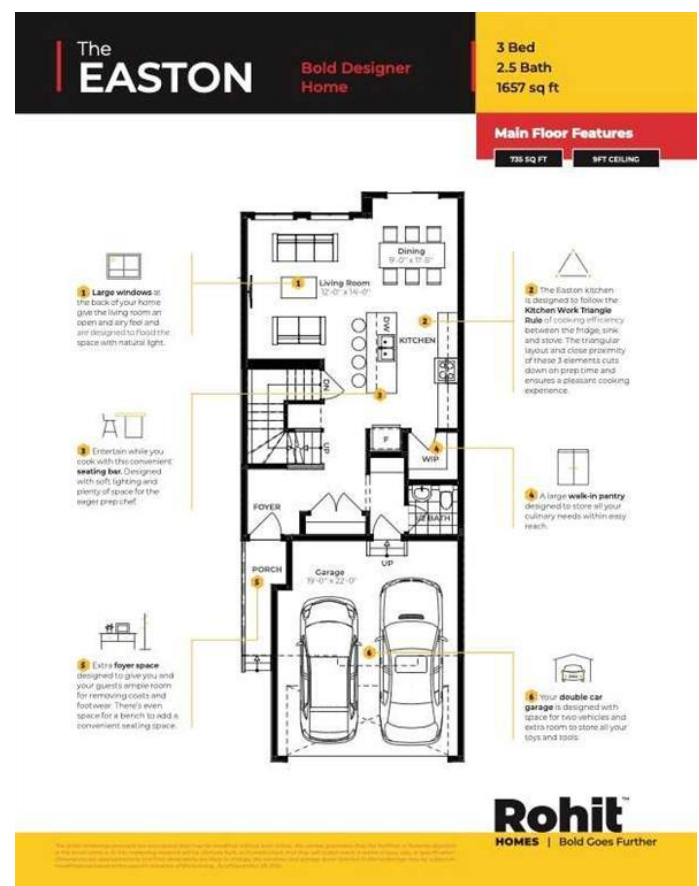 The
EASTON
Bold Designer
Home
3 Bed
2.5 Bath
1657 sq ft
Main Floor Features
735 SQ FT
9FT CEILING
1 Large windows at
the back of your home
give the living room an
open and airy feel and
are designed to flood the
space with natural light.
3 Entertain while you
cook with this convenient
seating bar. Designed
with soft lighting and
plenty of space for the
eager prep chef.
5 Extra foyer space
designed to give you and
your guests ample room
for removing coats and
footwear. There's even
space for a bench to add a
convenient seating space.
Dining
9'-0" x 11'-8"
1
Living Room
12'-0" x 14'-0"
DW
2
KITCHEN
DN
3
F
4
WIP
UP
FOYER
1/2 BATH
UP
PORCH
5
Garage
19'-0" x 22'-0"
6
2 The Easton kitchen
is designed to follow the
Kitchen Work Triangle
Rule of cooking efficiency
between the fridge, sink
and stove. The triangular
layout and close proximity
of these 3 elements cuts
down on prep time and
ensures a pleasant cooking
experience.
4 A large walk-in pantry
designed to store all your
culinary needs within easy
reach.
6 Your double car
garage is designed with
space for two vehicles and
extra room to store all your
toys and tools.
Rohit™
HOMES | Bold Goes Further